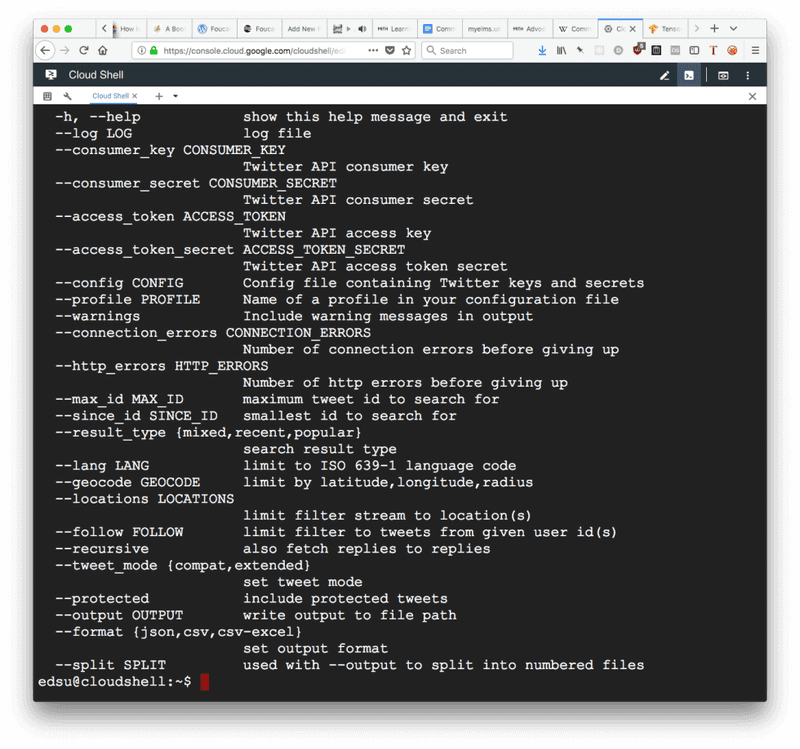 How i
A Book
Fouca
Fouca
Add New
Learn
Comm
myelms.u
Advoc
Comm
Clo
Tenso
https://console.cloud.google.com/cloudshell/edi
Search
Cloud Shell
Cloud Shell
-h, --help show this help message and exit
--log LOG log file
--consumer_key CONSUMER_KEY
Twitter API consumer key
--consumer_secret CONSUMER_SECRET
Twitter API consumer secret
--access_token ACCESS_TOKEN
Twitter API access key
--access_token_secret ACCESS_TOKEN_SECRET
Twitter API access token secret
--config CONFIG Config file containing Twitter keys and secrets
--profile PROFILE Name of a profile in your configuration file
--warnings Include warning messages in output
--connection_errors CONNECTION_ERRORS
Number of connection errors before giving up
--http_errors HTTP_ERRORS
Number of http errors before giving up
--max_id MAX_ID maximum tweet id to search for
--since_id SINCE_ID smallest id to search for
--result_type {mixed,recent,popular}
search result type
--lang LANG limit to ISO 639-1 language code
--geocode GEOCODE limit by latitude,longitude,radius
--locations LOCATIONS
limit filter stream to location(s)
--follow FOLLOW limit filter to tweets from given user id(s)
--recursive also fetch replies to replies
--tweet_mode {compat,extended}
set tweet mode
--protected include protected tweets
--output OUTPUT write output to file path
--format {json,csv,csv-excel}
set output format
--split SPLIT used with --output to split into numbered files
edsu@cloudshell:~$